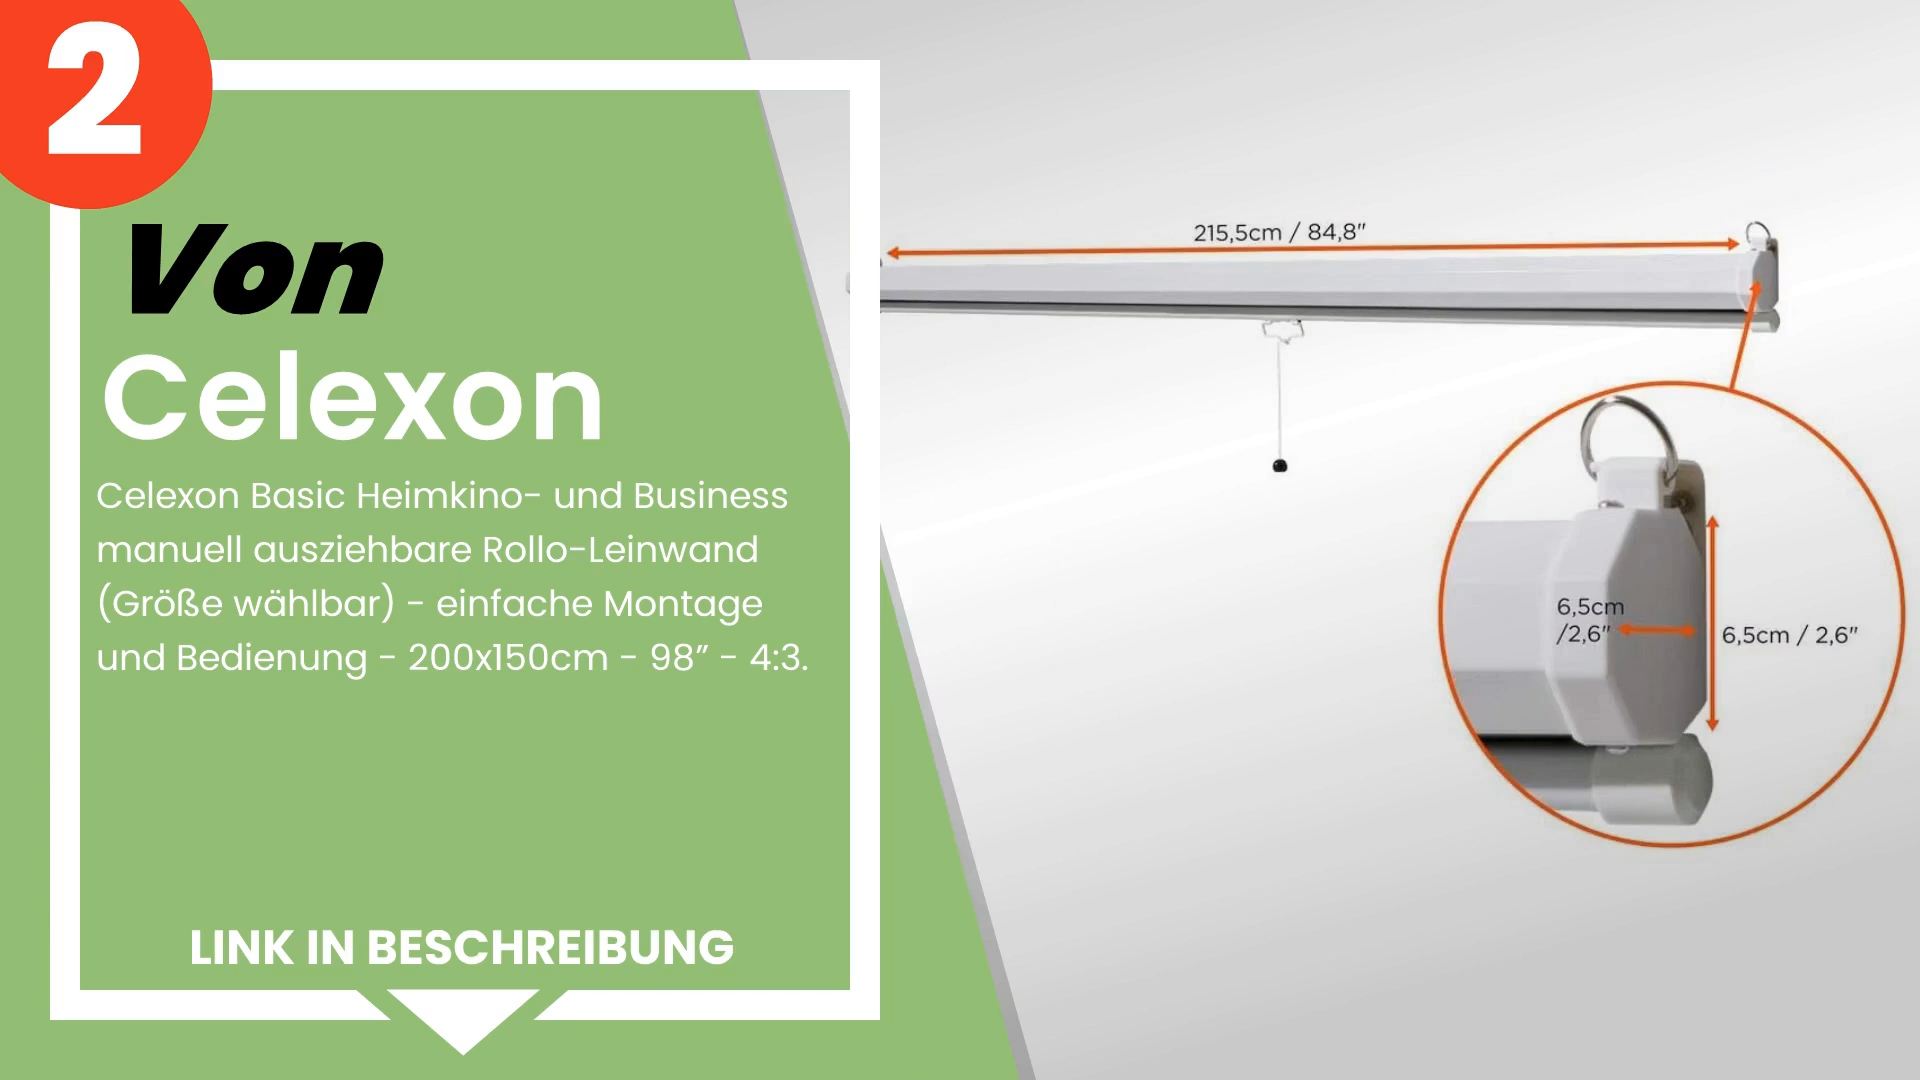 2
Von
Celexon
Celexon Basic Heimkino- und Business
manuell ausziehbare Rollo-Leinwand
(Größe wählbar) - einfache Montage
und Bedienung - 200x150cm - 98” - 4:3.
LINK IN BESCHREIBUNG
215,5cm / 84,8"
6,5cm
/2,6"
6,5cm / 2,6"